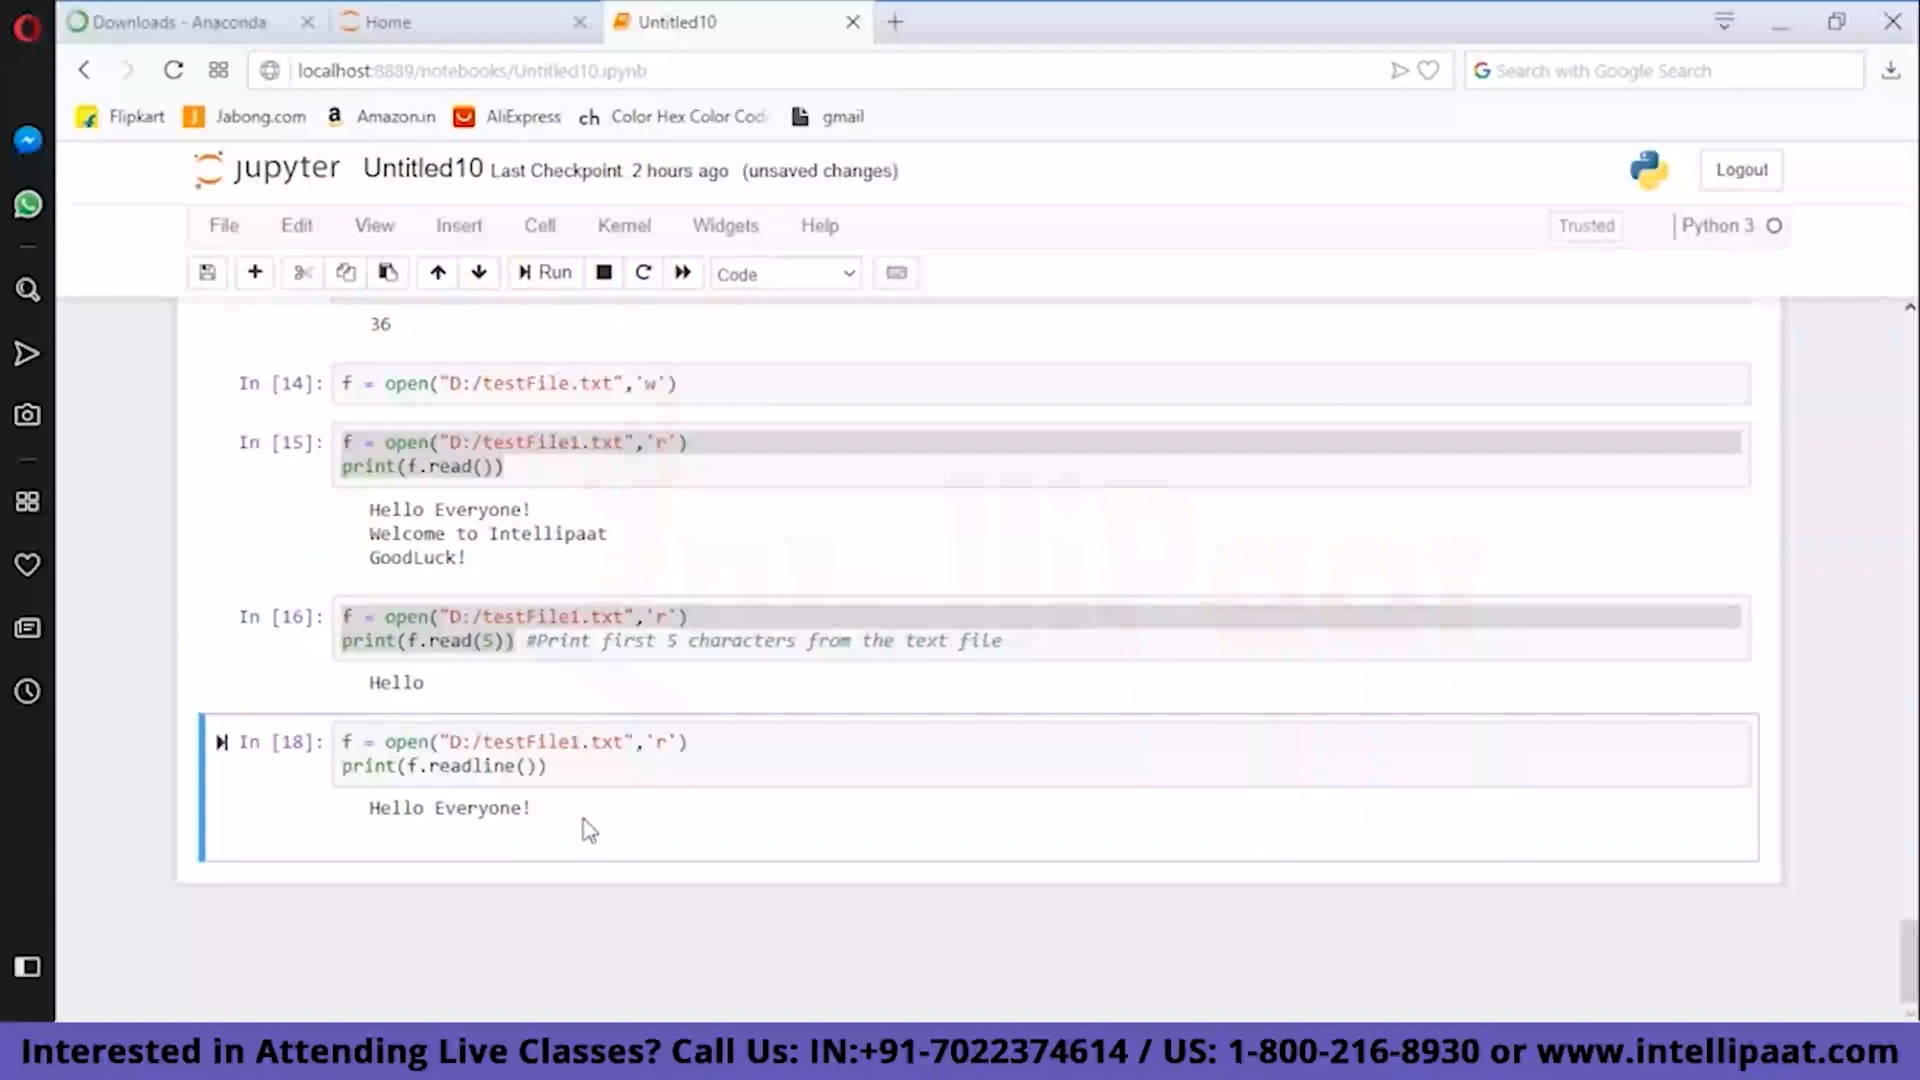 Downloads - Anaconda
Home
Untitled10
localhost:8889/notebooks/Untitled10.ipynb
Search with Google Search
Flipkart
Jabong.com
Amazon.in
AliExpress
ch Color Hex Color Cod
gmail
jupyter Untitled10 Last Checkpoint 2 hours ago (unsaved changes)
Logout
File Edit View Insert Cell Kernel Widgets Help
Trusted
Python 3
Run
Code
36
In [14]: f = open("D:/testFile.txt",'w')
In [15]: f = open("D:/testFile1.txt",'r')
print(f.read())
Hello Everyone!
Welcome to Intellipaat
GoodLuck!
In [16]: f = open("D:/testFile1.txt",'r')
print(f.read(5)) #Print first 5 characters from the text file
Hello
In [18]: f = open("D:/testFile1.txt",'r')
print(f.readline())
Hello Everyone!
Interested in Attending Live Classes? Call Us: IN:+91-7022374614 / US: 1-800-216-8930 or www.intellipaat.com